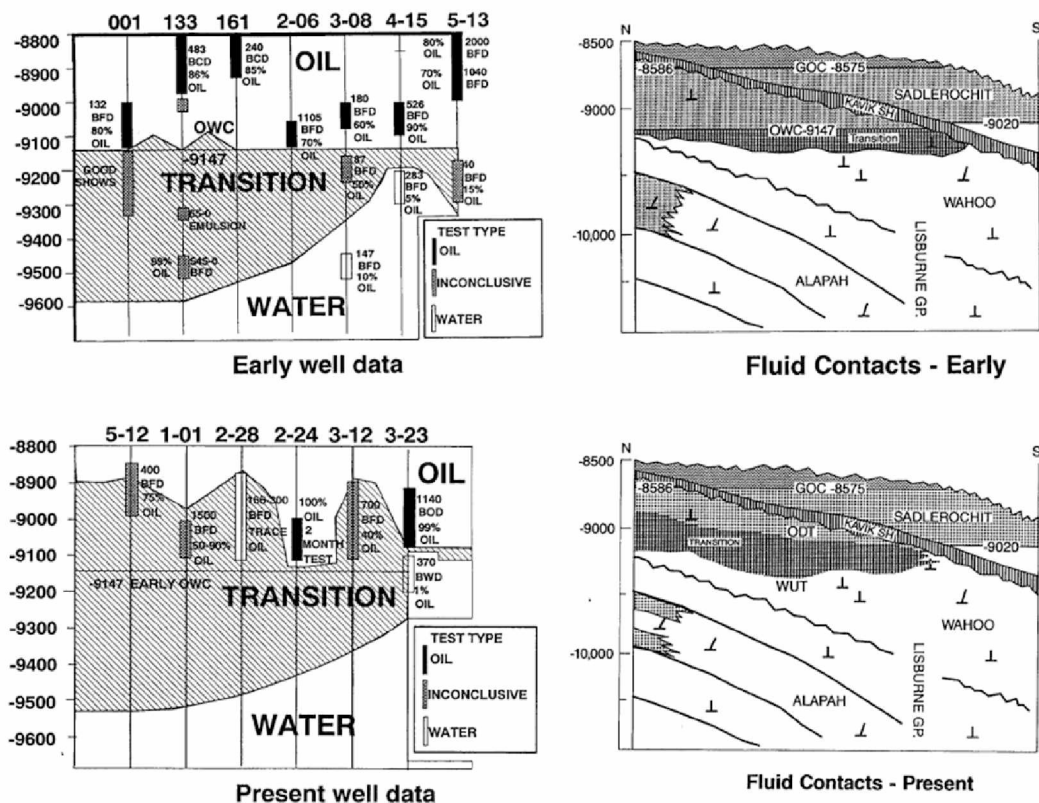 001 133 161 2-06 3-08 4-15 5-13
-8800
-8900
-9000
-9100
-9200
-9300
-9400
-9500
-9600
483
BCD
86%
OIL
240
BCD
85%
OIL
OIL
80%
OIL
70%
OIL
2000
BFD
1040
BFD
132
BFD
80%
OIL
OWC
1105
BFD
70%
OIL
180
BFD
60%
OIL
526
BFD
90%
OIL
-9147
TRANSITION
GOOD
SHOWS
87
BFD
50%
OIL
283
BFD
5%
OIL
40
BFD
15%
OIL
65-0
EMULSION
99%
OIL
545-0
BFD
147
BFD
10%
OIL
WATER
TEST TYPE
OIL
INCONCLUSIVE
WATER
Early well data
N S
-8500
-9000
-10,000
-8586
GOC -8575
SADLEROCHIT
KAVIK SH
-9020
OWC-9147
Transition
WAHOO
LISBURNE GP.
ALAPAH
Fluid Contacts - Early
5-12 1-01 2-28 2-24 3-12 3-23
-8800
-8900
-9000
-9100
-9200
-9300
-9400
-9500
-9600
400
BFD
75%
OIL
1500
BFD
50-90%
OIL
BFD
TRACE
OIL
100%
OIL
2
MONTH
TEST
700
BFD
40%
OIL
OIL
1140
BOD
99%
OIL
370
BWD
1%
OIL
-9147 EARLY OWC
TRANSITION
WATER
TEST TYPE
OIL
INCONCLUSIVE
WATER
Present well data
N S
-8500
-9000
-10,000
-8586
GOC -8575
SADLEROCHIT
KAVIK SH
ODT
-9020
TRANSITION
WUT
WAHOO
LISBURNE GP.
ALAPAH
Fluid Contacts - Present